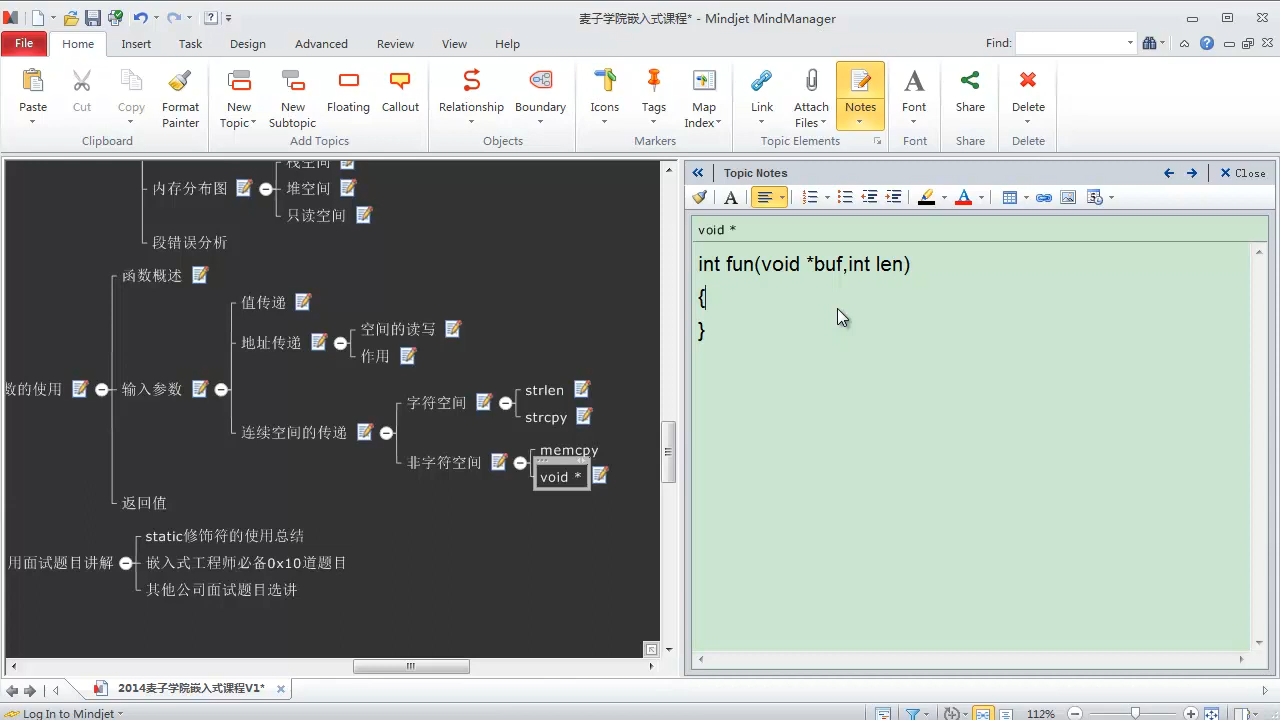 麦子学院嵌入式课程* - Mindjet MindManager
File Home Insert Task Design Advanced Review View Help
Find:
Paste Cut Copy Format Painter
New Topic New Subtopic Floating Callout
Relationship Boundary
Icons Tags Map Index
Link Attach Files Notes
Font Share Delete
Clipboard Add Topics Objects Markers Topic Elements Font Share Delete
Topic Notes Close
void *
int fun(void *buf,int len)
{
}
栈空间
内存分布图
堆空间
只读空间
段错误分析
函数概述
值传递
空间的读写
地址传递
作用
数的使用
输入参数
strlen
字符空间
strcpy
连续空间的传递
memcpy
非字符空间
void *
返回值
static修饰符的使用总结
用面试题目讲解
嵌入式工程师必备0x10道题目
其他公司面试题目选讲
2014麦子学院嵌入式课程V1*
Log In to Mindjet
112%